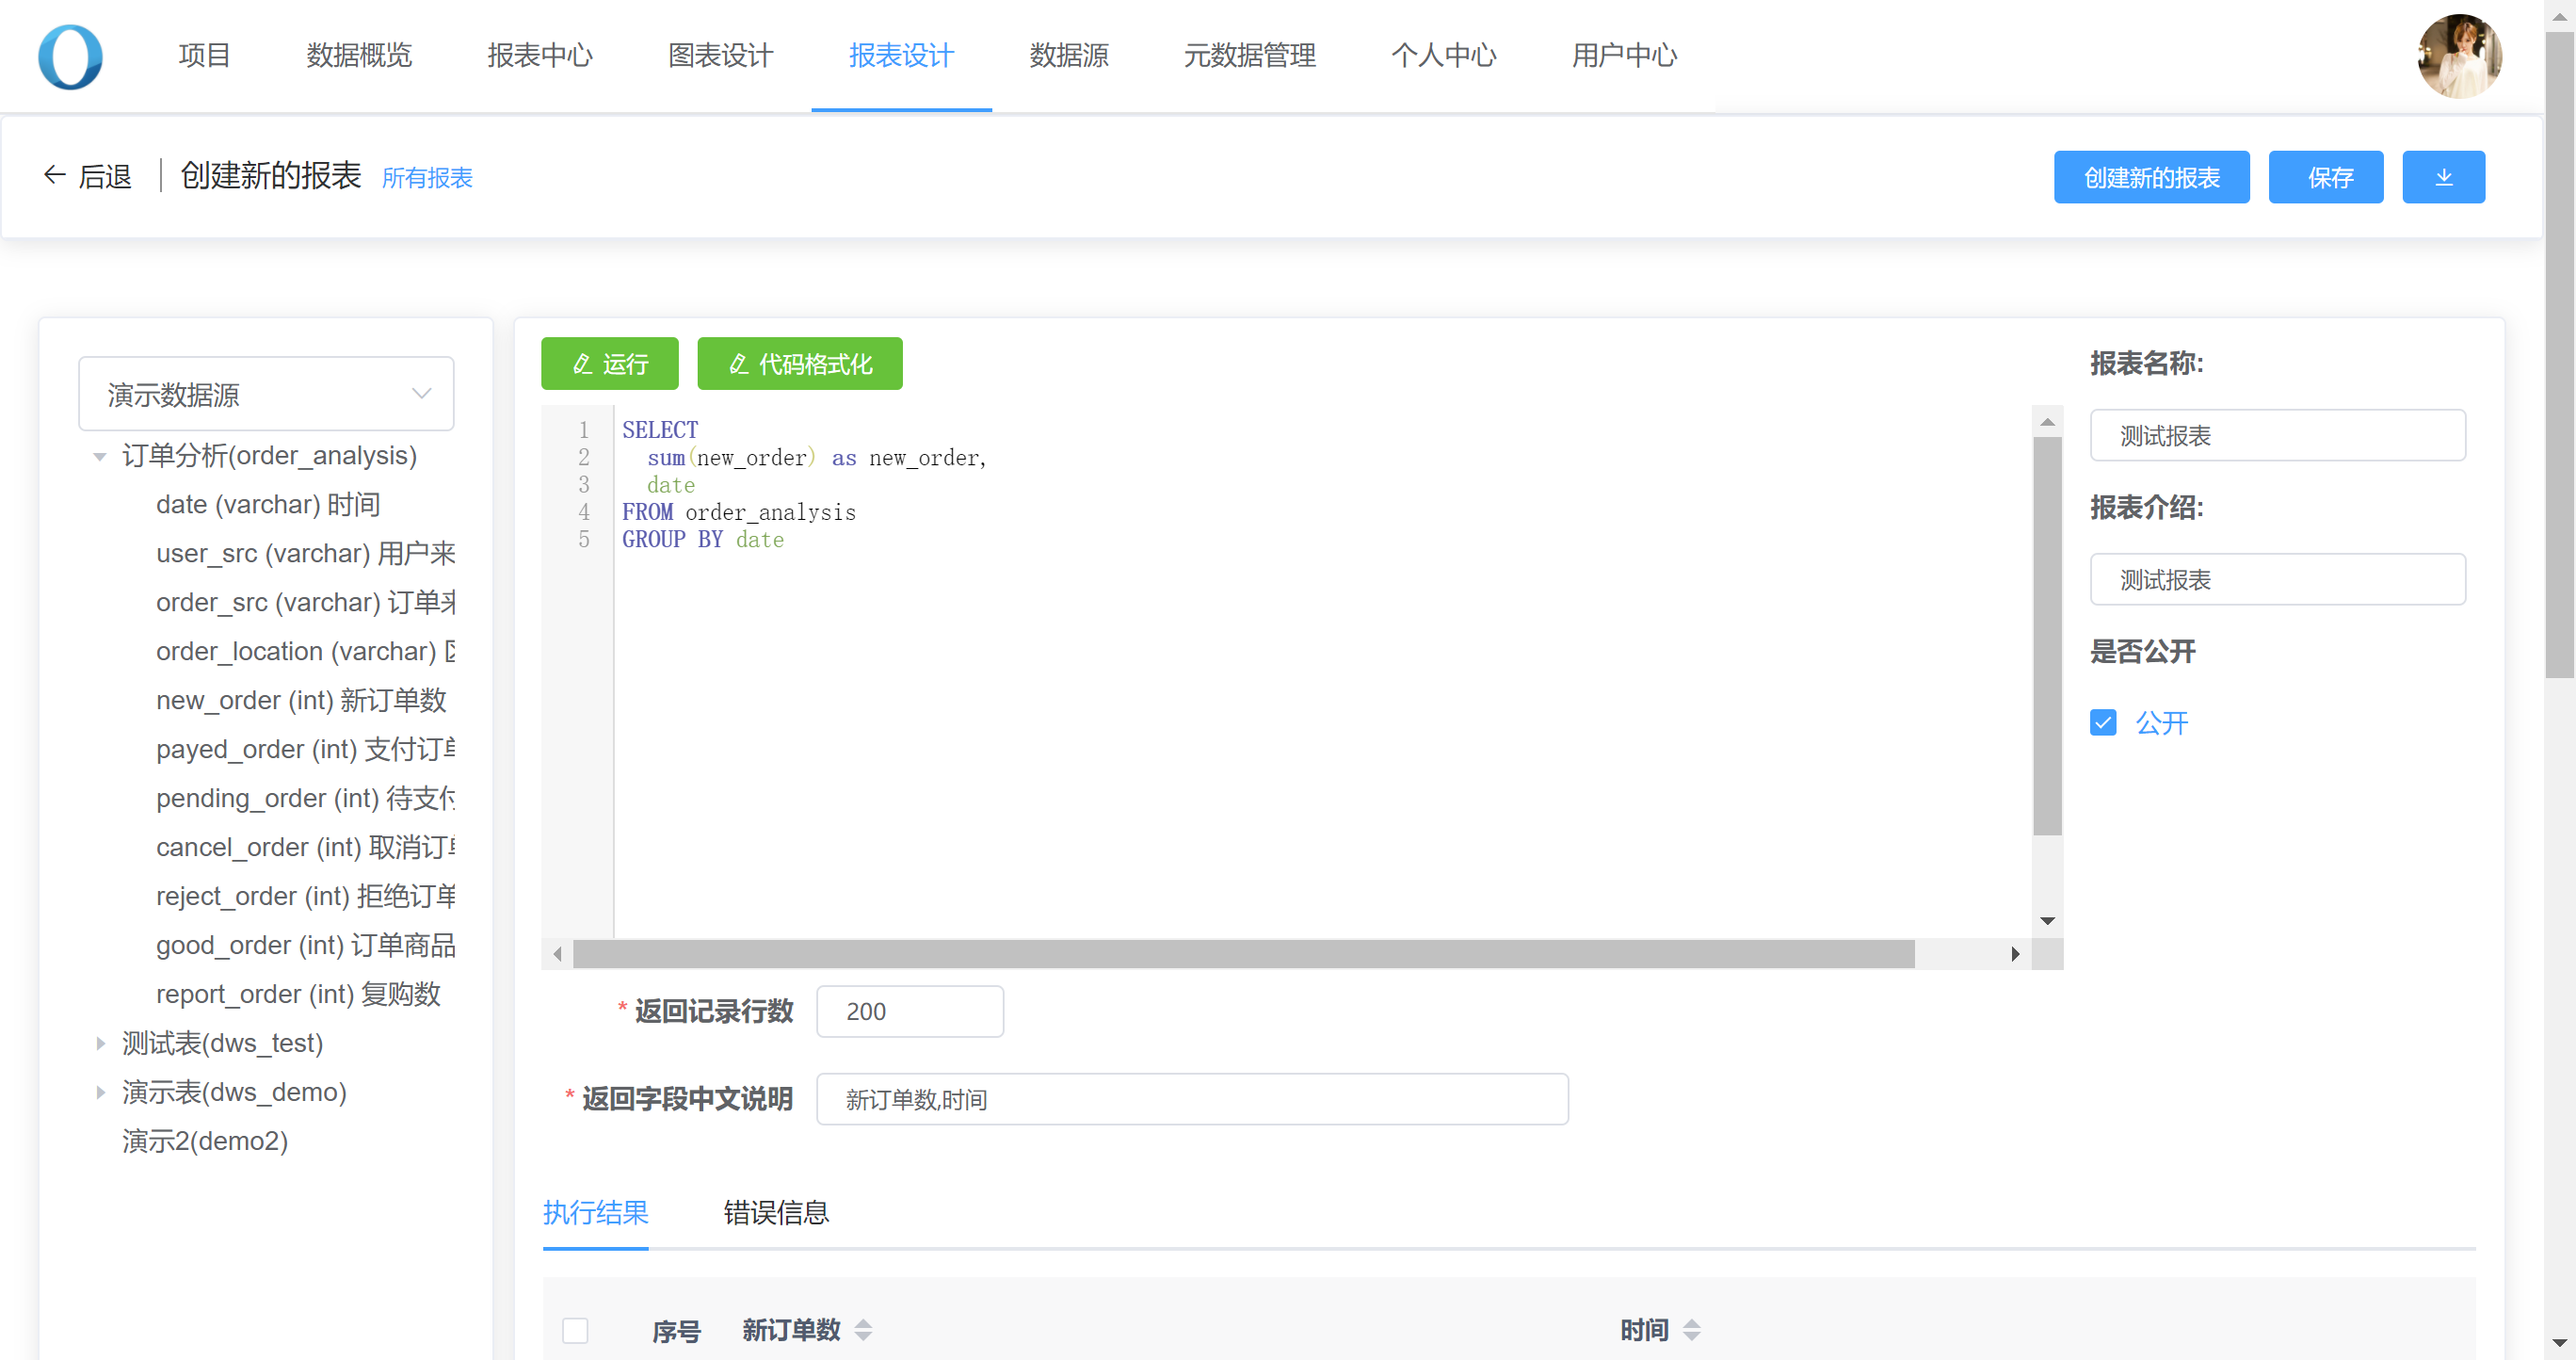 项目 数据概览 报表中心 图表设计 报表设计 数据源 元数据管理 个人中心 用户中心
后退 创建新的报表 所有报表 创建新的报表 保存
演示数据源
订单分析(order_analysis)
date (varchar) 时间
user_src (varchar) 用户来
order_src (varchar) 订单来
order_location (varchar)
new_order (int) 新订单数
payed_order (int) 支付订单
pending_order (int) 待支付
cancel_order (int) 取消订单
reject_order (int) 拒绝订单
good_order (int) 订单商品
report_order (int) 复购数
测试表(dws_test)
演示表(dws_demo)
演示2(demo2)
运行 代码格式化
1 SELECT
2 sum(new_order) as new_order,
3 date
4 FROM order_analysis
5 GROUP BY date
* 返回记录行数 200
* 返回字段中文说明 新订单数,时间
执行结果 错误信息
序号 新订单数 时间
报表名称:
测试报表
报表介绍:
测试报表
是否公开
公开